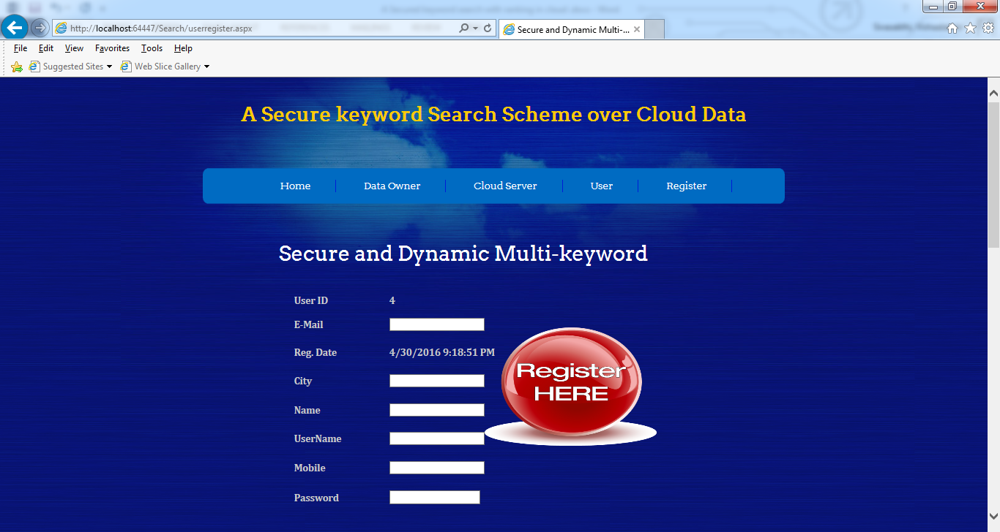 http://localhost:64447/Search/userregister.aspx
Secure and Dynamic Multi-...
File Edit View Favorites Tools Help
Suggested Sites Web Slice Gallery
A Secure keyword Search Scheme over Cloud Data
Home Data Owner Cloud Server User Register
Secure and Dynamic Multi-keyword
User ID 4
E-Mail
Reg. Date 4/30/2016 9:18:51 PM
Register
HERE
City
Name
UserName
Mobile
Password